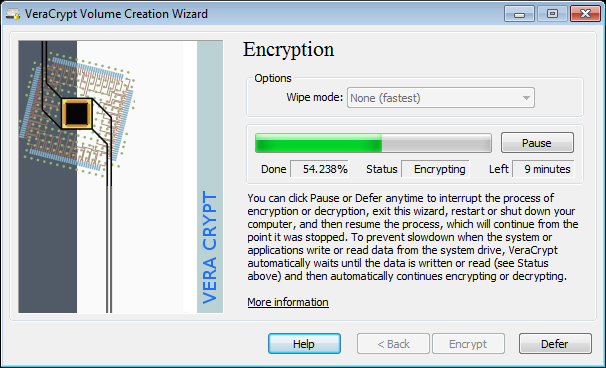 VeraCrypt Volume Creation Wizard
VERA CRYPT
Encryption
Options
Wipe mode: None (fastest)
Pause
Done 54.238% Status Encrypting Left 9 minutes
You can click Pause or Defer anytime to interrupt the process of
encryption or decryption, exit this wizard, restart or shut down your
computer, and then resume the process, which will continue from the
point it was stopped. To prevent slowdown when the system or
applications write or read data from the system drive, VeraCrypt
automatically waits until the data is written or read (see Status
above) and then automatically continues encrypting or decrypting.
More information
Help < Back Encrypt Defer